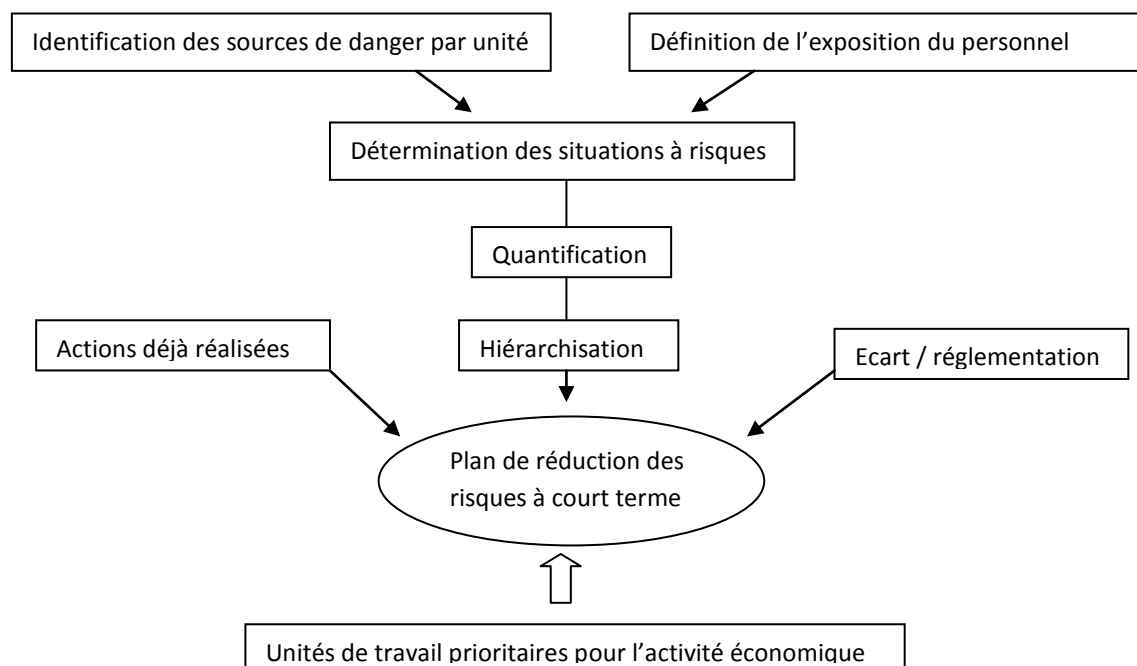 Identification des sources de danger par unité
Définition de l’exposition du personnel
Détermination des situations à risques
Quantification
Actions déjà réalisées
Hiérarchisation
Ecart / réglementation
Plan de réduction des
risques à court terme
Unités de travail prioritaires pour l’activité économique